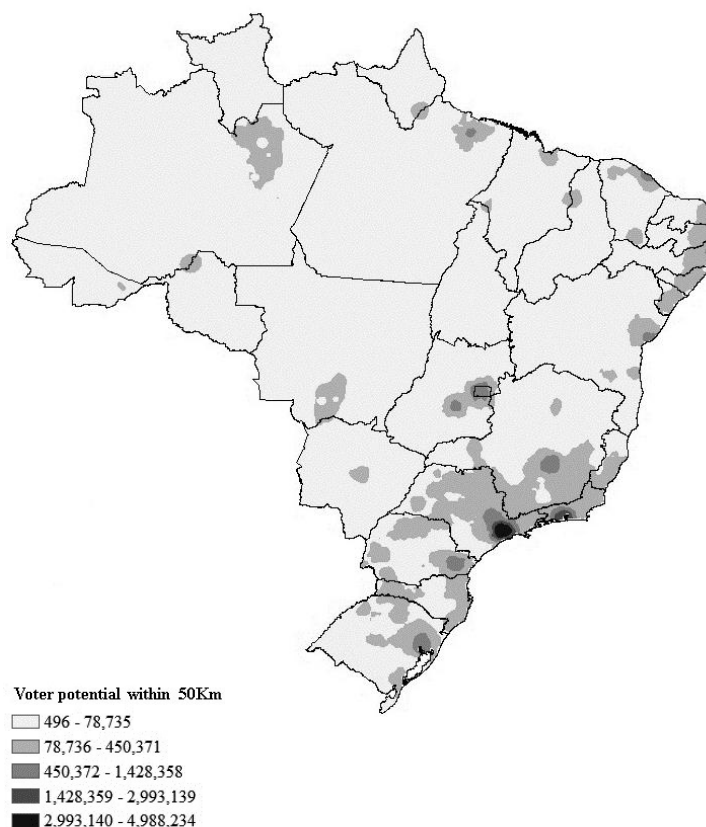 Voter potential within 50Km
496 - 78,735
78,736 - 450,371
450,372 - 1,428,358
1,428,359 - 2,993,139
2,993,140 - 4,988,234